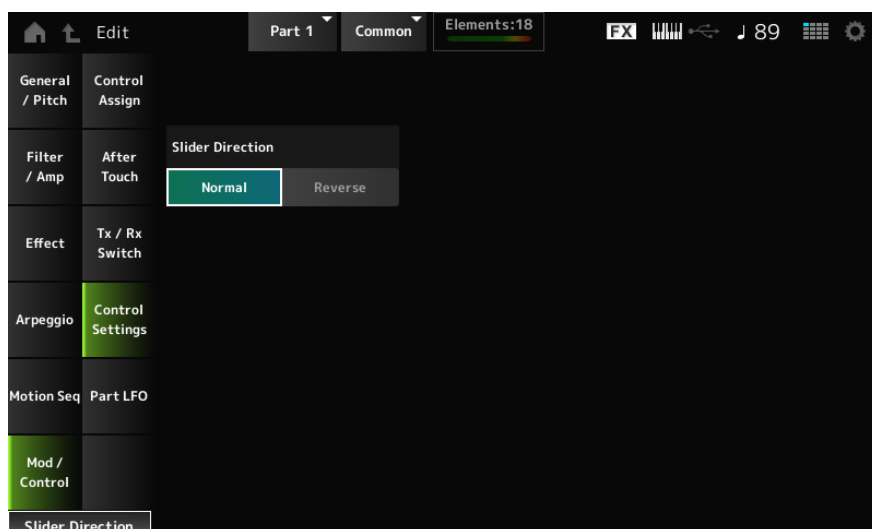 Edit
Part 1
Common
Elements:18
FX
89
General
/ Pitch
Control
Assign
Filter
/ Amp
After
Touch
Slider Direction
Normal
Reverse
Effect
Tx / Rx
Switch
Arpeggio
Control
Settings
Motion Seq
Part LFO
Mod /
Control
Slider Direction